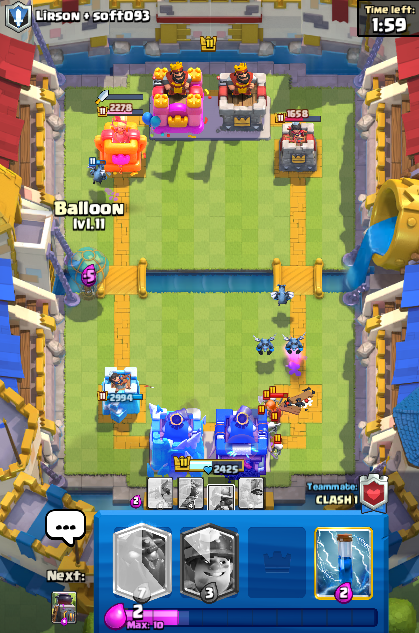 Lirson + soft093
Time left:
1:59
2278
1658
Balloon
lvl.11
-5
2994
2425
2
Teammate:
CLASH1
...
7
3
2
Next:
2
Max: 10